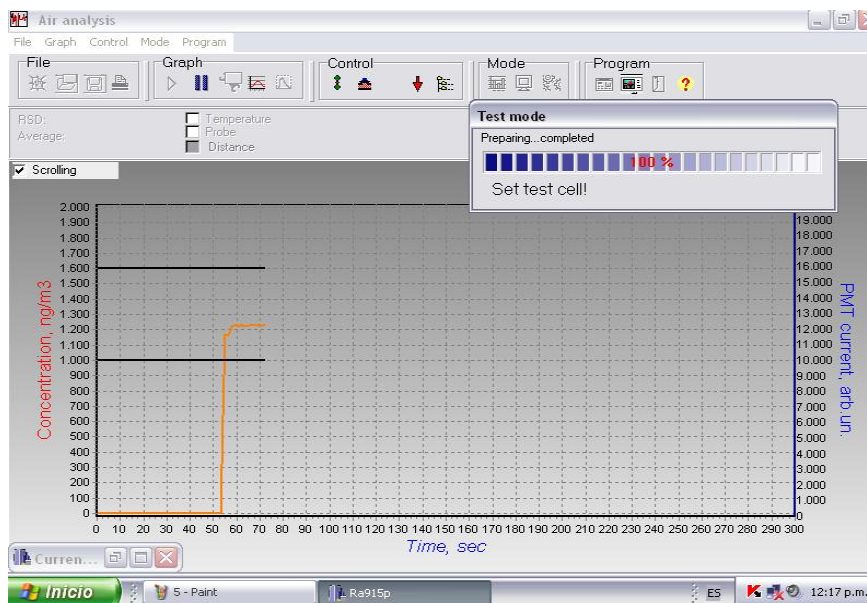 Air analysis
File Graph Control Mode Program
File Graph Control Mode Program
RSD:
Average:
Temperature
Probe
Distance
Test mode
Preparing...completed
100 %
Set test cell!
Scrolling
2.000
1.900
1.800
1.700
1.600
1.500
1.400
1.300
1.200
1.100
1.000
900
800
700
600
500
400
300
200
100
0
Concentration, ng/m3
19.000
18.000
17.000
16.000
15.000
14.000
13.000
12.000
11.000
10.000
9.000
8.000
7.000
6.000
5.000
4.000
3.000
2.000
1.000
0
PMT current, arb.un.
0 10 20 30 40 50 60 70 80 90 100 110 120 130 140 150 160 170 180 190 200 210 220 230 240 250 260 270 280 290 300
Time, sec
Curren...
Inicio 5 - Paint Ra915p ES 12:17 p.m.